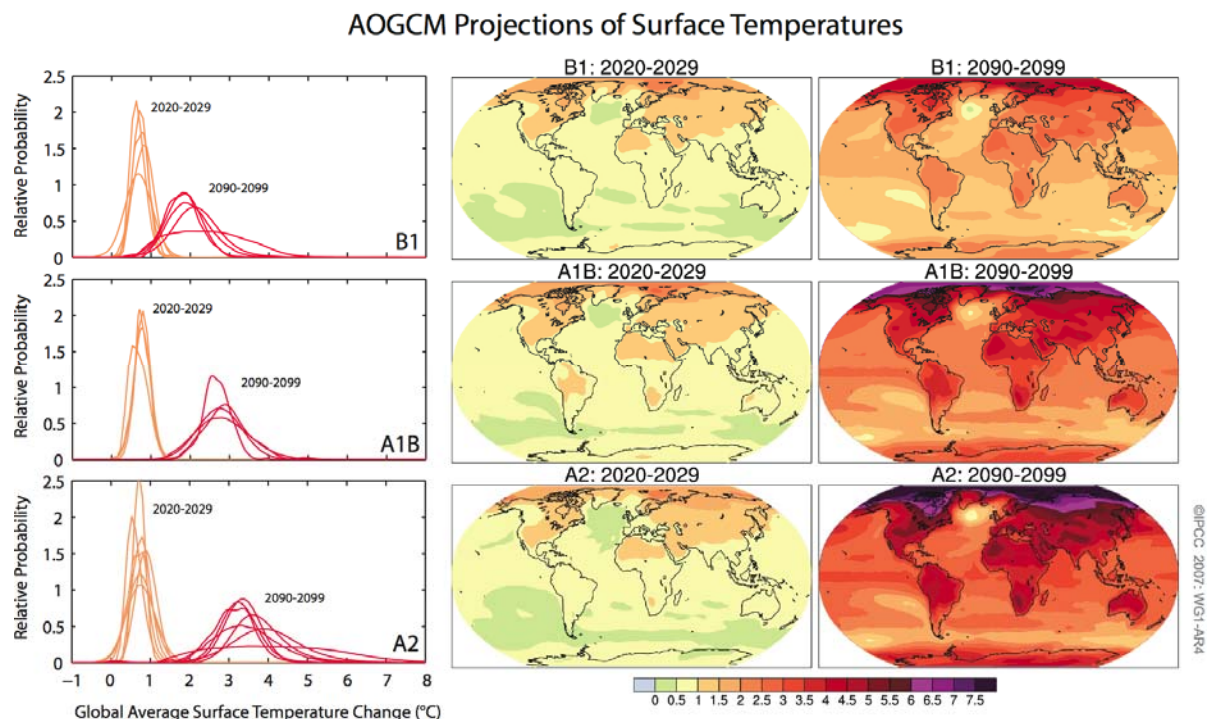 AOGCM Projections of Surface Temperatures
Relative Probability
2.5
2
1.5
1
0.5
0
2020-2029
2090-2099
B1
B1: 2020-2029
B1: 2090-2099
Relative Probability
2.5
2
1.5
1
0.5
0
2020-2029
2090-2099
A1B
A1B: 2020-2029
A1B: 2090-2099
Relative Probability
2.5
2
1.5
1
0.5
0
2020-2029
2090-2099
A2
A2: 2020-2029
A2: 2090-2099
−1 0 1 2 3 4 5 6 7 8
Global Average Surface Temperature Change (°C)
0 0.5 1 1.5 2 2.5 3 3.5 4 4.5 5 5.5 6 6.5 7 7.5
©IPCC 2007: WG1-AR4